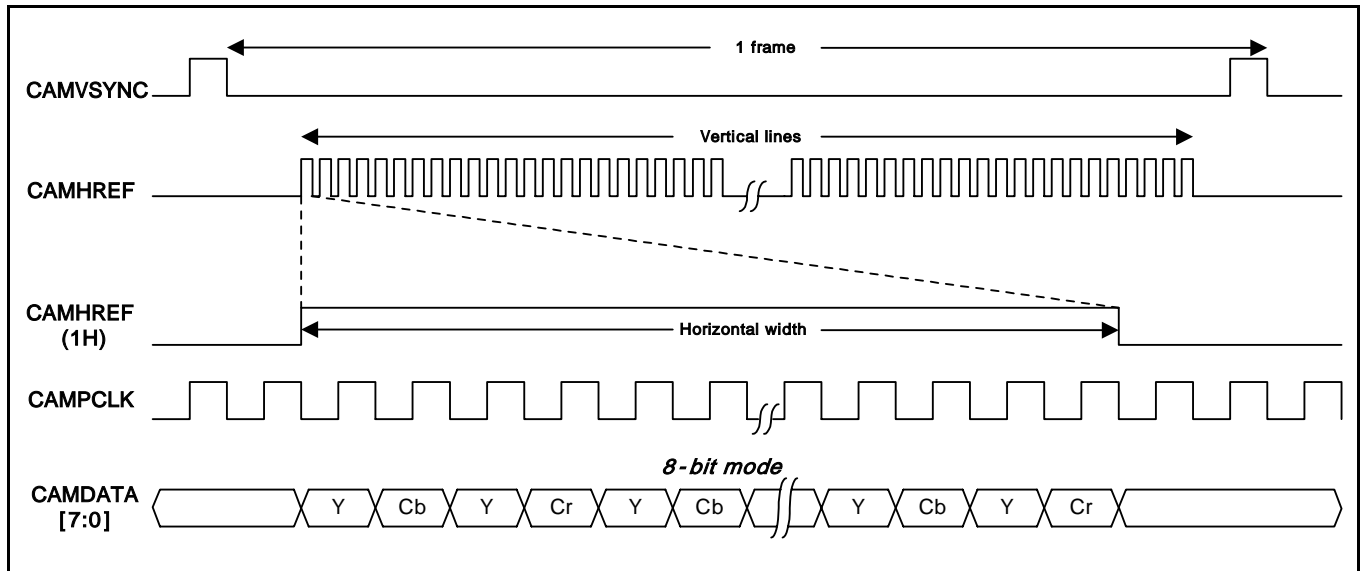 1 frame
CAMVSYNC
Vertical lines
CAMHREF
CAMHREF
(1H)
Horizontal width
CAMPCLK
8-bit mode
CAMDATA
[7:0]
Y Cb Y Cr Y Cb Y Cb Y Cr